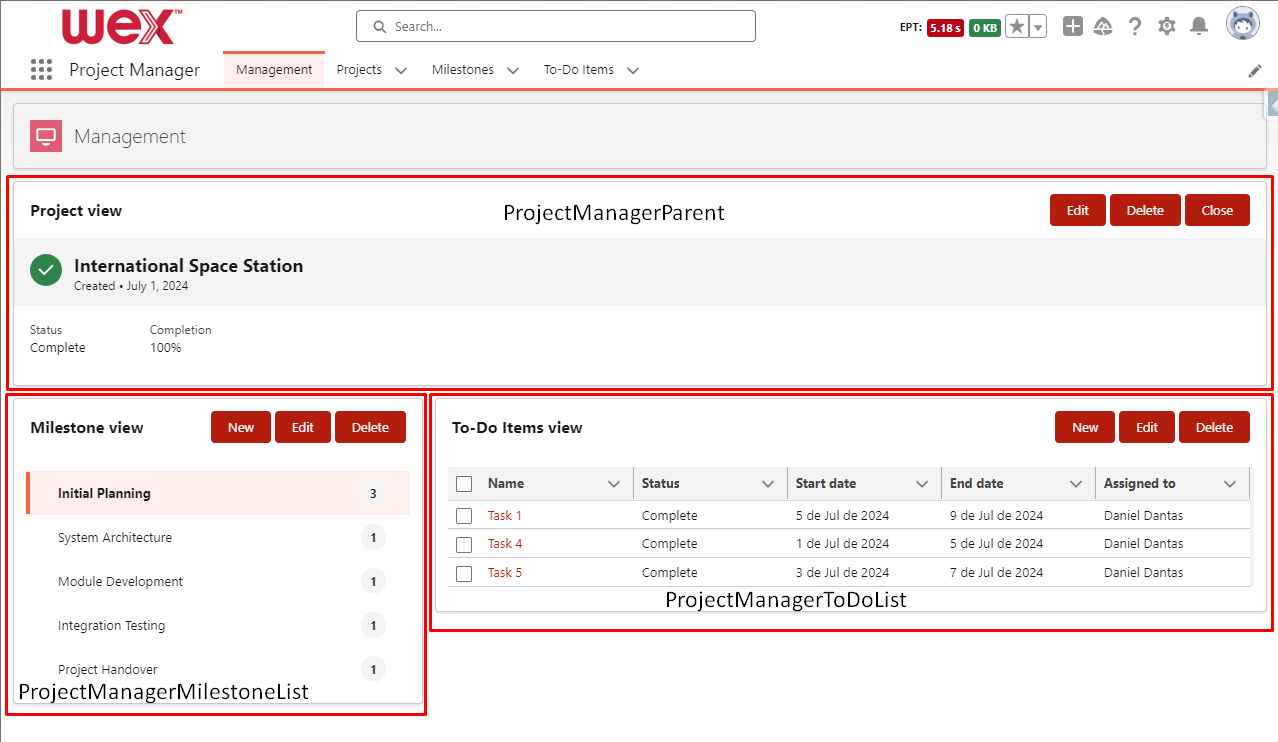 wex™
Search...
EPT: 5.18 s 0 KB
Project Manager Management Projects Milestones To-Do Items
Management
Project view ProjectManagerParent Edit Delete Close
International Space Station
Created • July 1, 2024
Status Completion
Complete 100%
Milestone view New Edit Delete
Initial Planning 3
System Architecture 1
Module Development 1
Integration Testing 1
Project Handover 1
ProjectManagerMilestoneList
To-Do Items view New Edit Delete
Name Status Start date End date Assigned to
Task 1 Complete 5 de Jul de 2024 9 de Jul de 2024 Daniel Dantas
Task 4 Complete 1 de Jul de 2024 5 de Jul de 2024 Daniel Dantas
Task 5 Complete 3 de Jul de 2024 7 de Jul de 2024 Daniel Dantas
ProjectManagerToDoList